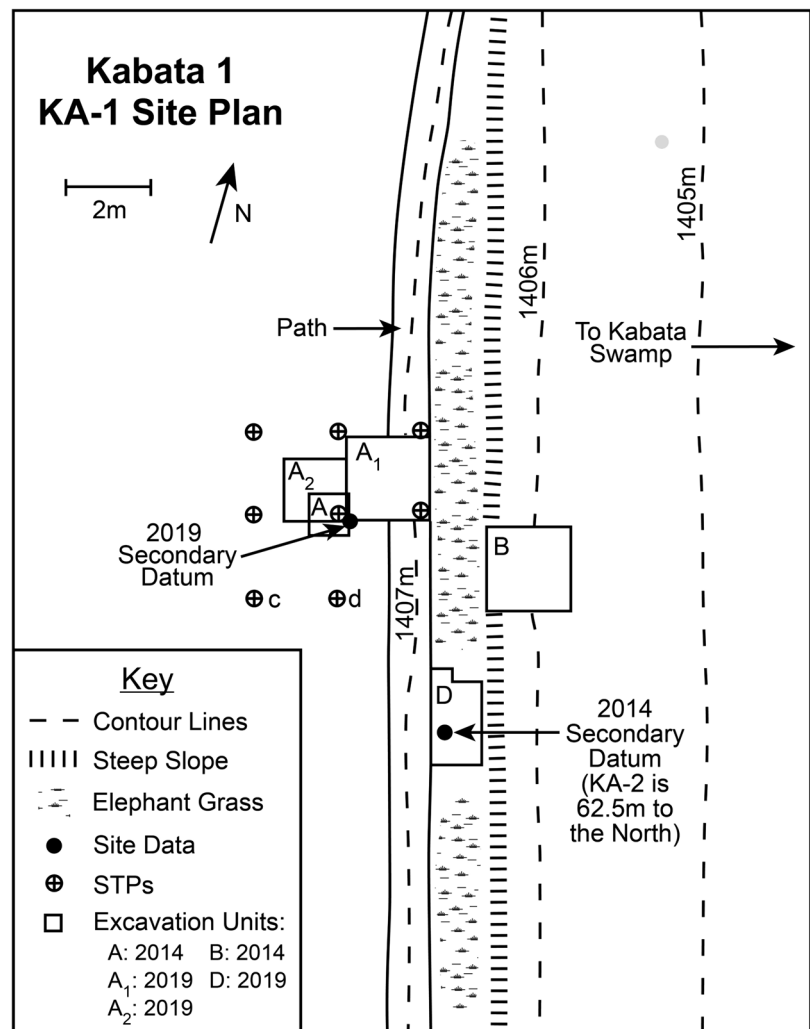 Kabata 1
KA-1 Site Plan
2m
N
1405m
1406m
Path
To Kabata
Swamp
A1
A2
A
2019
Secondary
Datum
B
c
d
1407m
D
2014
Secondary
Datum
(KA-2 is
62.5m to
the North)
Key
Contour Lines
Steep Slope
Elephant Grass
Site Data
STPs
Excavation Units:
A: 2014 B: 2014
A1: 2019 D: 2019
A2: 2019